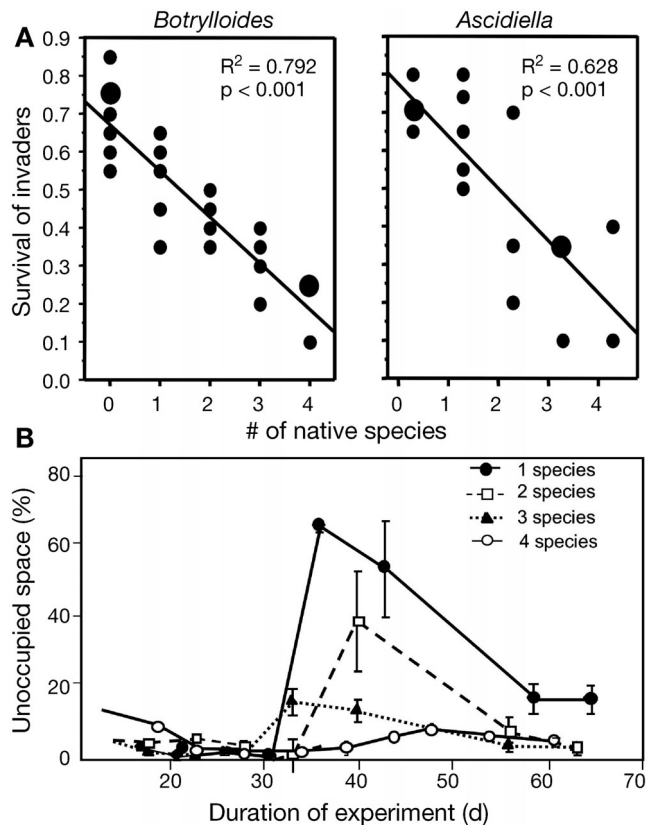 Botrylloides
Ascidiella
A
R² = 0.792
p < 0.001
R² = 0.628
p < 0.001
Survival of invaders
0.9
0.8
0.7
0.6
0.5
0.4
0.3
0.2
0.1
0.0
0 1 2 3 4
0 1 2 3 4
# of native species
B
Unoccupied space (%)
80
60
40
20
0
1 species
2 species
3 species
4 species
20 30 40 50 60 70
Duration of experiment (d)